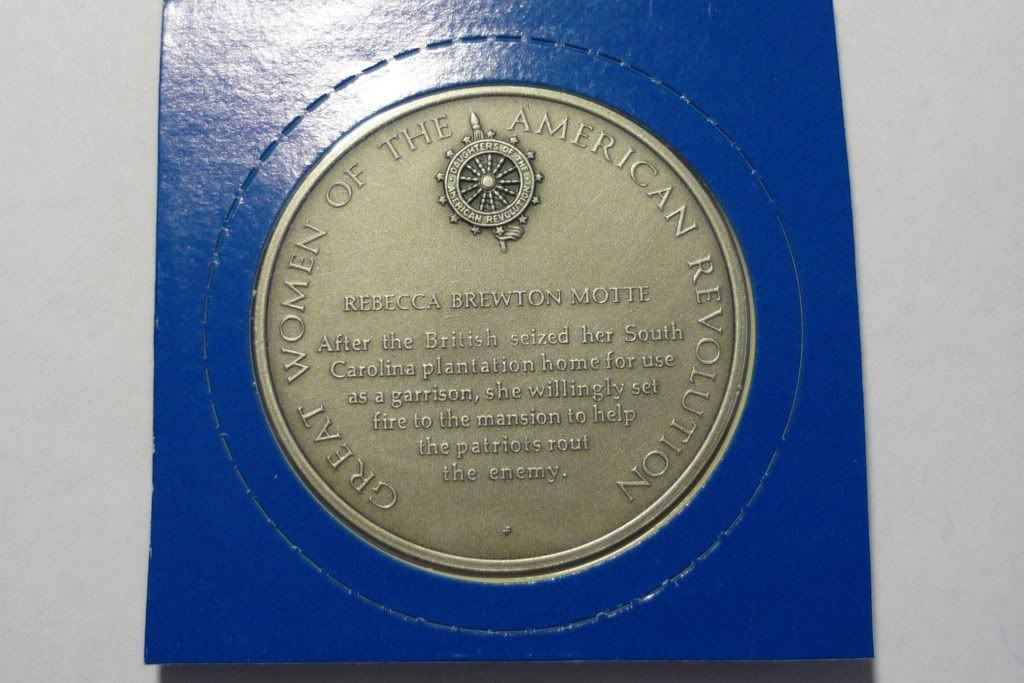 GREAT WOMEN OF THE AMERICAN REVOLUTION
DAUGHTERS OF THE
AMERICAN REVOLUTION
REBECCA BREWTON MOTTE
After the British seized her South
Carolina plantation home for use
as a garrison, she willingly set
fire to the mansion to help
the patriots rout
the enemy.